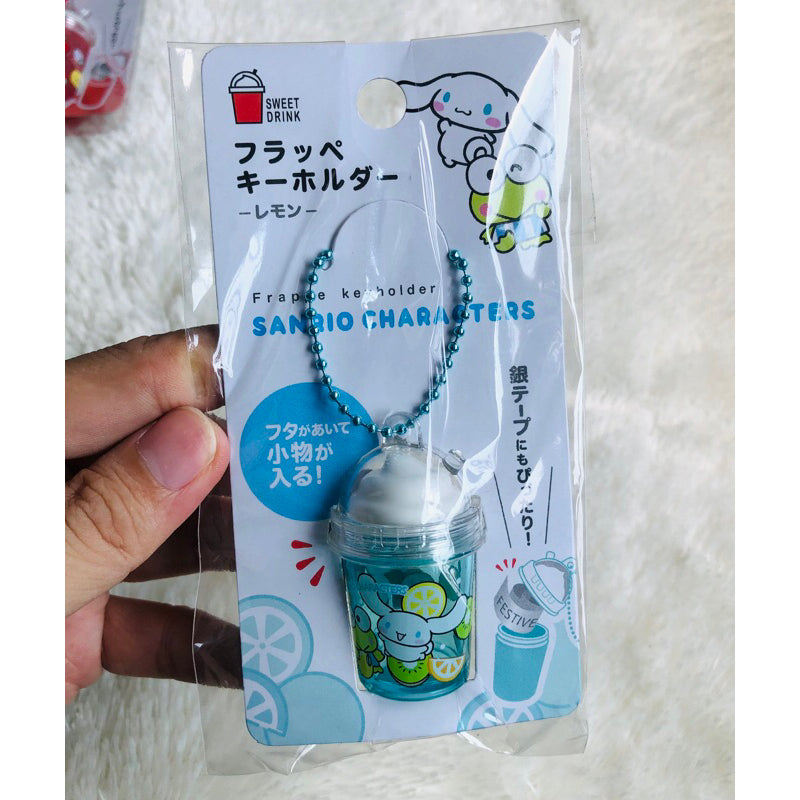 SWEET
DRINK
フラッペ
キーホルダー
-レモン-
Frappe keyholder
SANRIO CHARACTERS
フタがあいて
小物が
入る!
銀テープにもぴったり!
FESTIVE